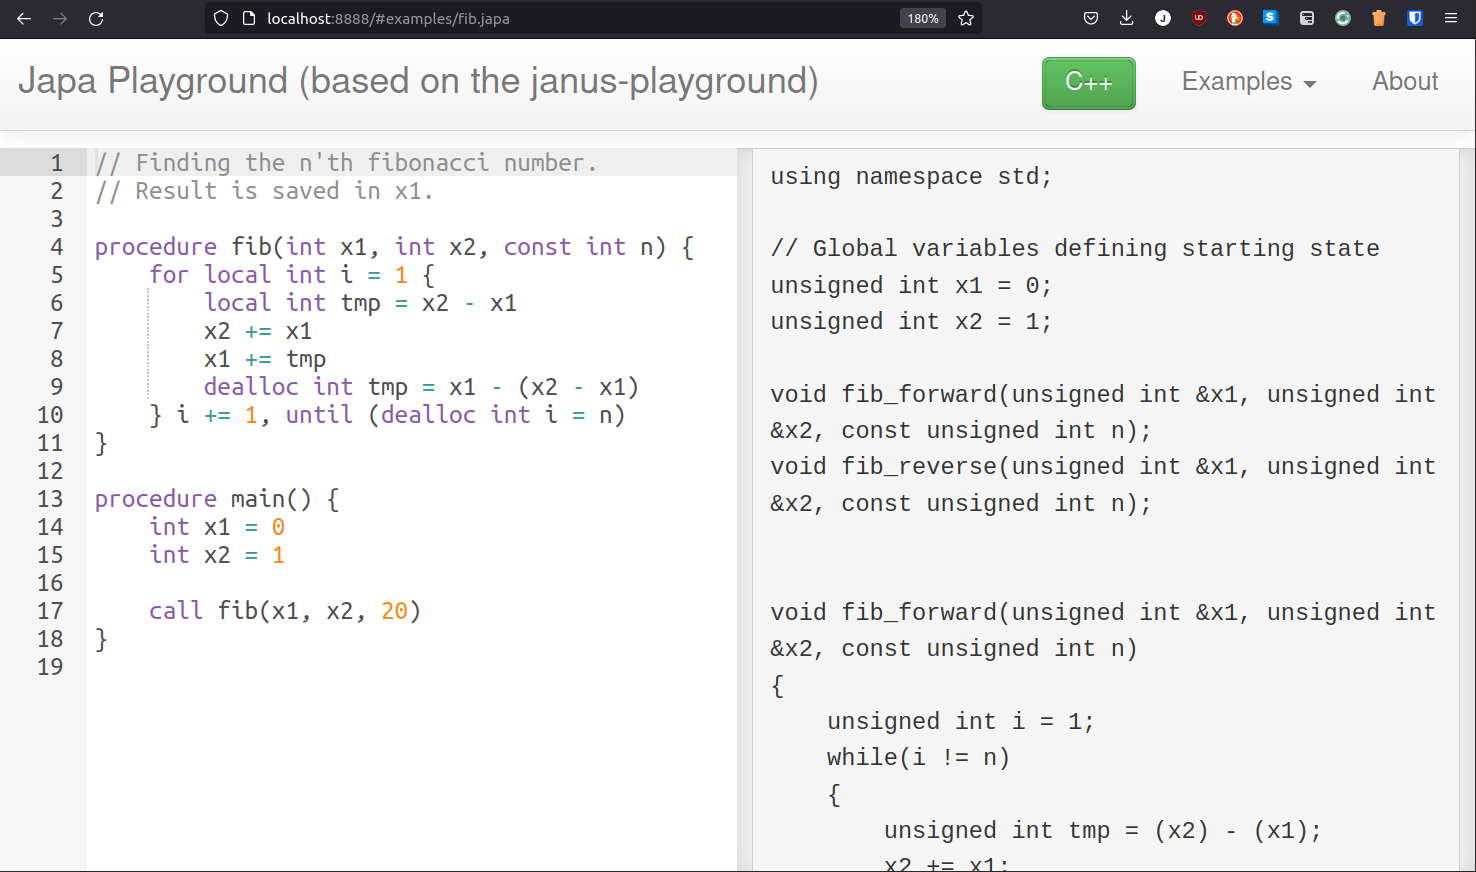 localhost:8888/#examples/fib.japa
180%
Japa Playground (based on the janus-playground)
C++
Examples
About
1 // Finding the n'th fibonacci number.
2 // Result is saved in x1.
3
4 procedure fib(int x1, int x2, const int n) {
5     for local int i = 1 {
6         local int tmp = x2 - x1
7         x2 += x1
8         x1 += tmp
9         dealloc int tmp = x1 - (x2 - x1)
10     } i += 1, until (dealloc int i = n)
11 }
12
13 procedure main() {
14     int x1 = 0
15     int x2 = 1
16
17     call fib(x1, x2, 20)
18 }
19
using namespace std;
// Global variables defining starting state
unsigned int x1 = 0;
unsigned int x2 = 1;
void fib_forward(unsigned int &x1, unsigned int
&x2, const unsigned int n);
void fib_reverse(unsigned int &x1, unsigned int
&x2, const unsigned int n);
void fib_forward(unsigned int &x1, unsigned int
&x2, const unsigned int n)
{
    unsigned int i = 1;
    while(i != n)
    {
        unsigned int tmp = (x2) - (x1);
        x2 += x1;